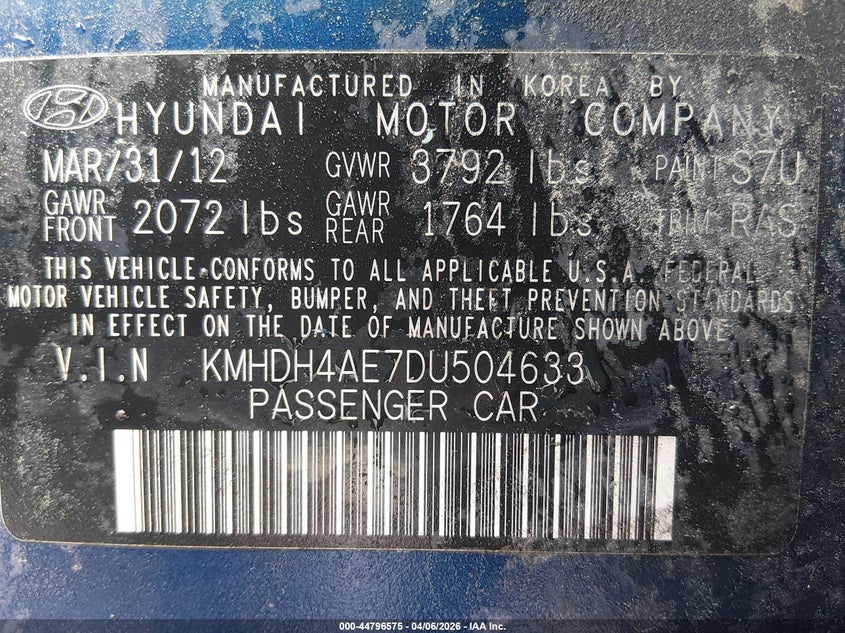 MANUFACTURED IN KOREA BY
HYUNDAI MOTOR COMPANY
MAR/31/12 GVWR 3792 lbs PAINT S7U
GAWR FRONT 2072 lbs GAWR REAR 1764 lbs TRIM RAS
THIS VEHICLE CONFORMS TO ALL APPLICABLE U.S.A. FEDERAL
MOTOR VEHICLE SAFETY, BUMPER, AND THEFT PREVENTION STANDARDS
IN EFFECT ON THE DATE OF MANUFACTURE SHOWN ABOVE
V.I.N KMHDH4AE7DU504633
PASSENGER CAR
000-44796575 - 04/06/2026 - IAA Inc.